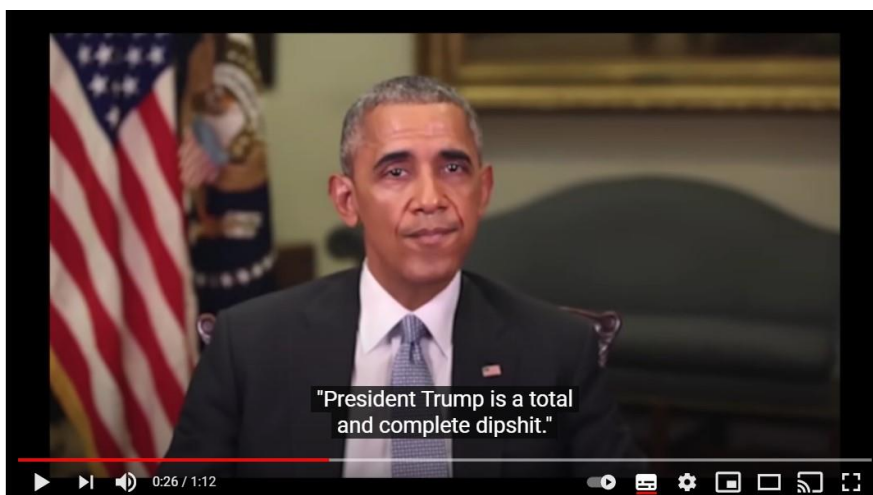 "President Trump is a total
and complete dipshit."
0:26 / 1:12